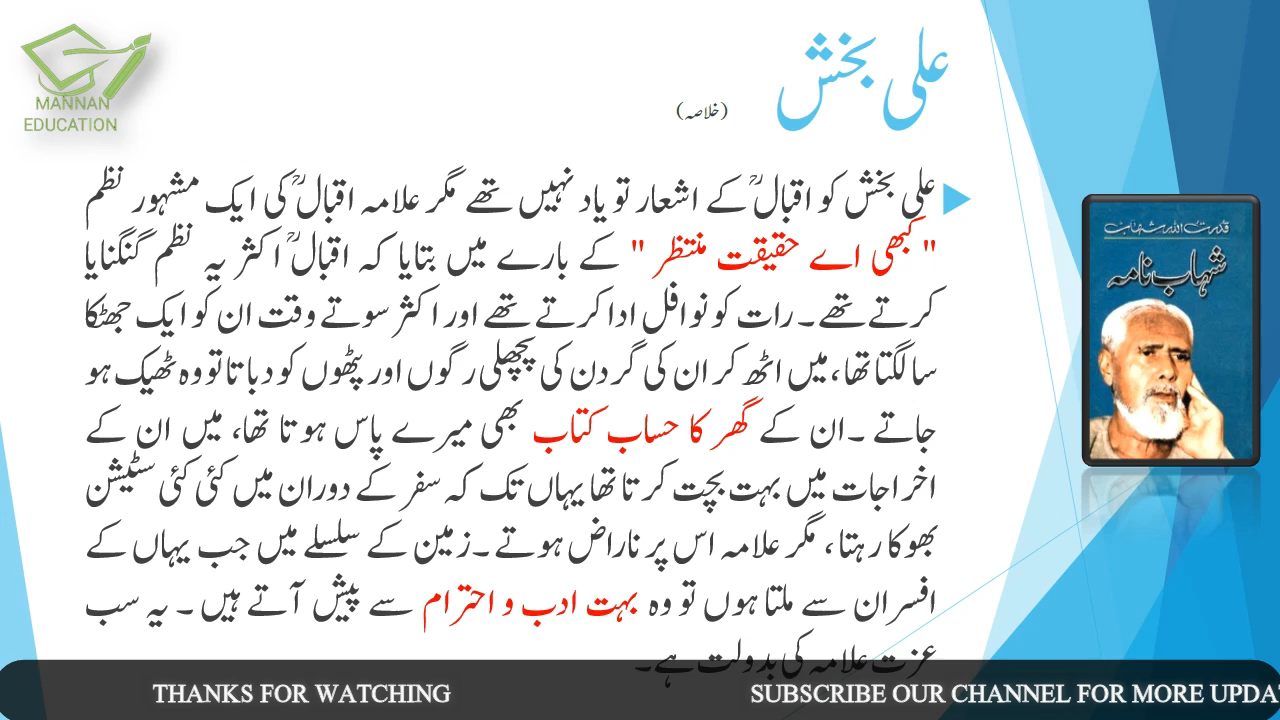 MANNAN
EDUCATION
علی بخش
(خلاصہ)
علی بخش کو اقبالؒ کے اشعار تو یاد نہیں تھے مگر علامہ اقبالؒ کی ایک مشہور نظم
" کبھی اے حقیقت منتظر " کے بارے میں بتایا کہ اقبالؒ اکثر یہ نظم گنگنایا
کرتے تھے۔ رات کو نوافل ادا کرتے تھے اور اکثر سوتے وقت ان کو ایک جھٹکا
سا لگتا تھا، میں اٹھ کر ان کی گردن کی پچھلی رگوں اور پٹھوں کو دباتا تو وہ ٹھیک ہو
جاتے ۔ ان کے گھر کا حساب کتاب بھی میرے پاس ہوتا تھا، میں ان کے
اخراجات میں بہت بچت کرتا تھا یہاں تک کہ سفر کے دوران میں کئی کئی سٹیشن
بھوکا رہتا ، مگر علامہ اس پر ناراض ہوتے۔ زمین کے سلسلے میں جب یہاں کے
افسران سے ملتا ہوں تو وہ بہت ادب و احترام سے پیش آتے ہیں ۔ یہ سب
عزت علامہ کی بدولت ہے۔
قدرت اللہ شہاب
شہاب نامہ
THANKS FOR WATCHING
SUBSCRIBE OUR CHANNEL FOR MORE UPDA